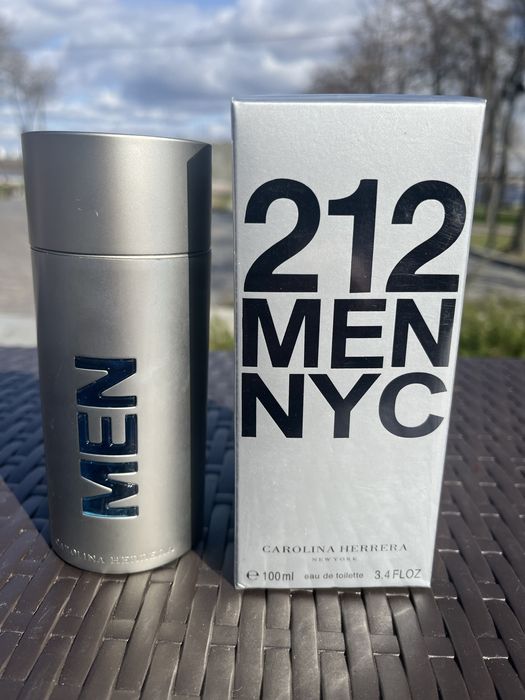 MEN
CAROLINA HERRERA
212
MEN
NYC
CAROLINA HERRERA
NEW YORK
℮ 100ml eau de toilette 3.4 FL OZ